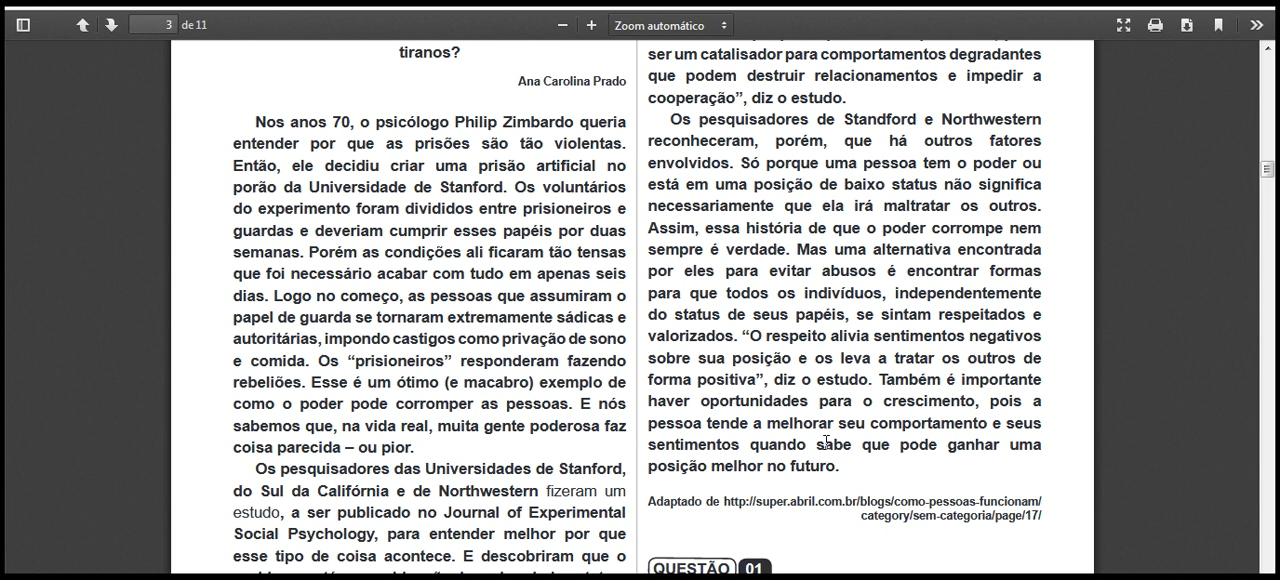 3 de 11
Zoom automático
tiranos?
Ana Carolina Prado
Nos anos 70, o psicólogo Philip Zimbardo queria
entender por que as prisões são tão violentas.
Então, ele decidiu criar uma prisão artificial no
porão da Universidade de Stanford. Os voluntários
do experimento foram divididos entre prisioneiros e
guardas e deveriam cumprir esses papéis por duas
semanas. Porém as condições ali ficaram tão tensas
que foi necessário acabar com tudo em apenas seis
dias. Logo no começo, as pessoas que assumiram o
papel de guarda se tornaram extremamente sádicas e
autoritárias, impondo castigos como privação de sono
e comida. Os “prisioneiros” responderam fazendo
rebeliões. Esse é um ótimo (e macabro) exemplo de
como o poder pode corromper as pessoas. E nós
sabemos que, na vida real, muita gente poderosa faz
coisa parecida – ou pior.
Os pesquisadores das Universidades de Stanford,
do Sul da Califórnia e de Northwestern fizeram um
estudo, a ser publicado no Journal of Experimental
Social Psychology, para entender melhor por que
esse tipo de coisa acontece. E descobriram que o
ser um catalisador para comportamentos degradantes
que podem destruir relacionamentos e impedir a
cooperação”, diz o estudo.
Os pesquisadores de Standford e Northwestern
reconheceram, porém, que há outros fatores
envolvidos. Só porque uma pessoa tem o poder ou
está em uma posição de baixo status não significa
necessariamente que ela irá maltratar os outros.
Assim, essa história de que o poder corrompe nem
sempre é verdade. Mas uma alternativa encontrada
por eles para evitar abusos é encontrar formas
para que todos os indivíduos, independentemente
do status de seus papéis, se sintam respeitados e
valorizados. “O respeito alivia sentimentos negativos
sobre sua posição e os leva a tratar os outros de
forma positiva”, diz o estudo. Também é importante
haver oportunidades para o crescimento, pois a
pessoa tende a melhorar seu comportamento e seus
sentimentos quando sabe que pode ganhar uma
posição melhor no futuro.
Adaptado de http://super.abril.com.br/blogs/como-pessoas-funcionam/
category/sem-categoria/page/17/
QUESTÃO 01